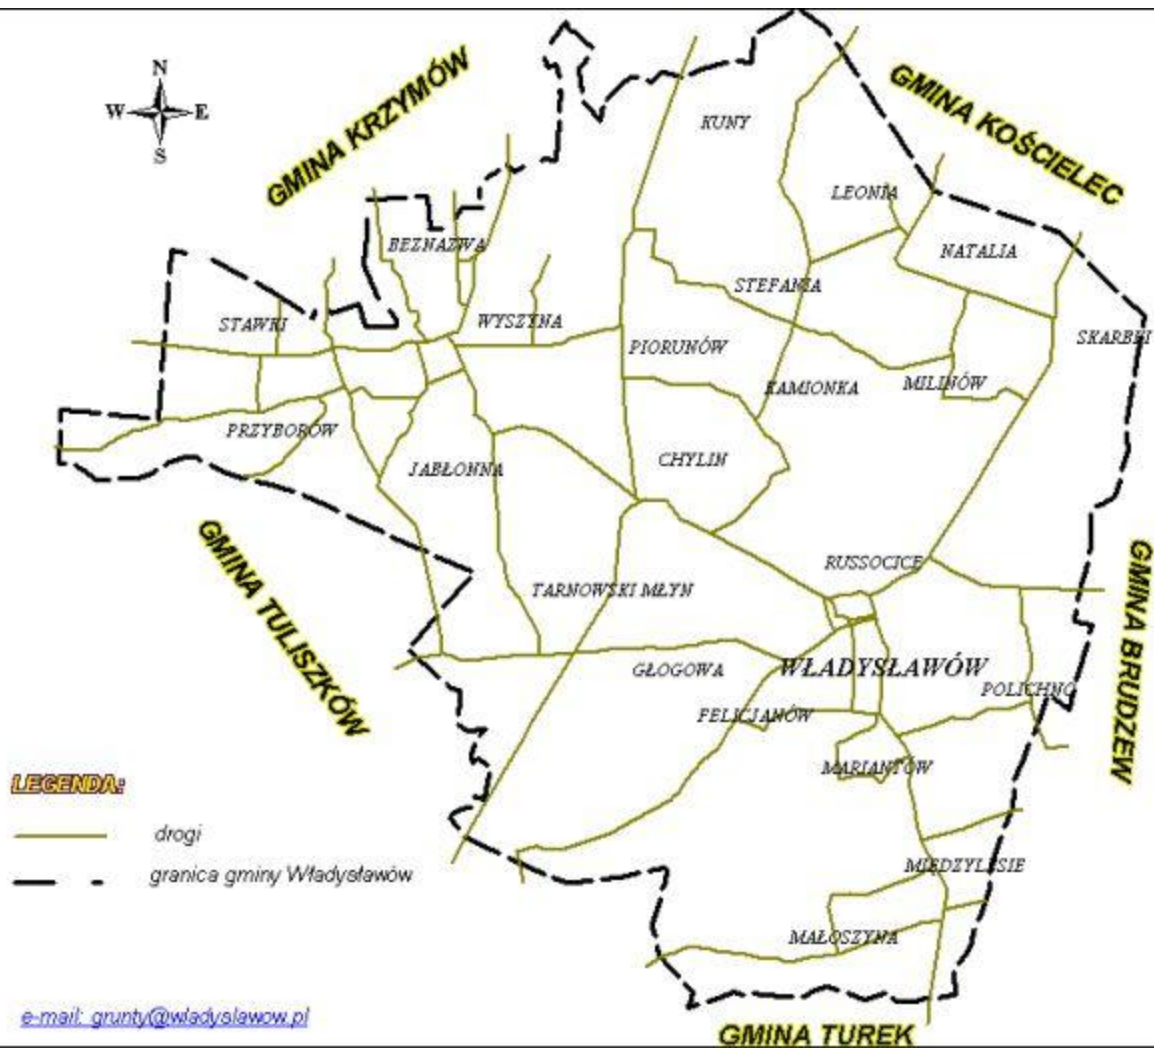 N
W E
S
GMINA KRZYMÓW
GMINA KOŚCIELEC
KUNY
LEONIA
BEZNAZWA
NATALIA
STEFANIA
STAWKI
WYSZYNA
SKARBKI
PIORUNÓW
KAMIONKA
MILINÓW
PRZYBORÓW
JABŁONNA
CHYLIN
GMINA TULISZKÓW
RUSSOCICE
GMINA BRUDZEW
TARNOWSKI MŁYN
GŁOGOWA
WŁADYSŁAWÓW
POLICHNO
FELICJANÓW
MARIANTÓW
LEGENDA:
drogi
granica gminy Władysławów
MIĘDZYLESIE
MAŁOSZYNA
e-mail: grunty@wladyslawow.pl
GMINA TUREK